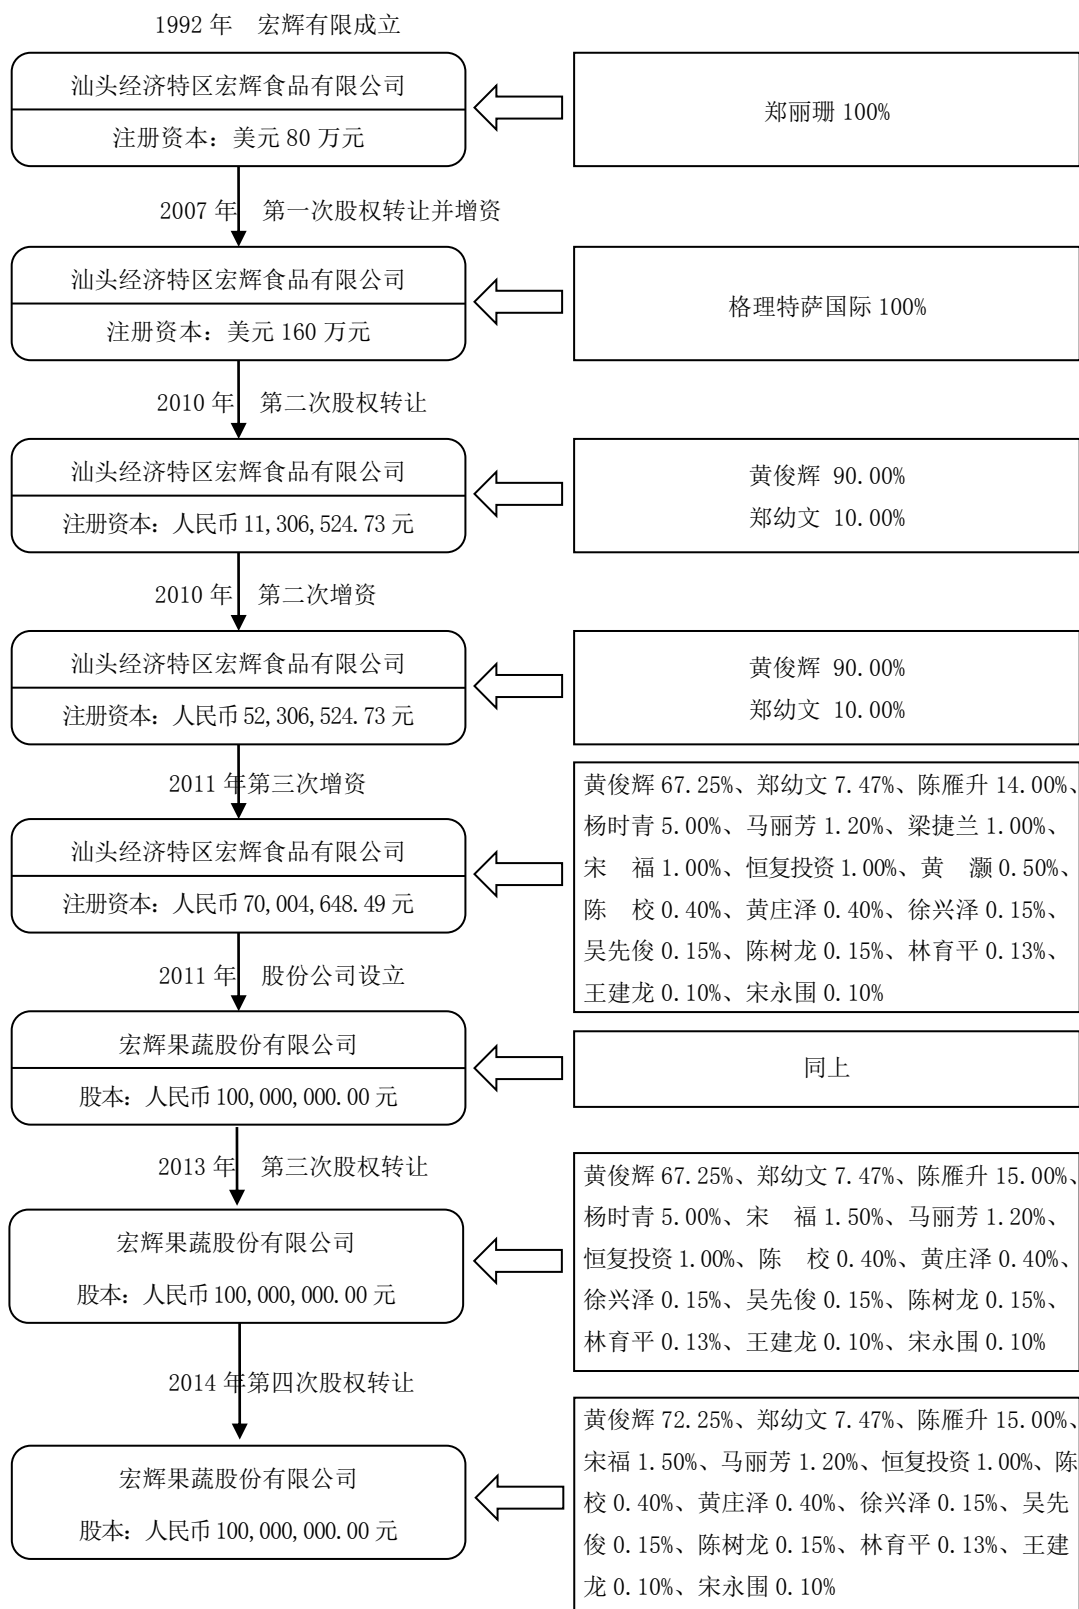 1992 年　宏辉有限成立
汕头经济特区宏辉食品有限公司
注册资本：美元 80 万元
郑丽珊 100%
2007 年　第一次股权转让并增资
汕头经济特区宏辉食品有限公司
注册资本：美元 160 万元
格理特萨国际 100%
2010 年　第二次股权转让
汕头经济特区宏辉食品有限公司
注册资本：人民币 11,306,524.73 元
黄俊辉 90.00%
郑幼文 10.00%
2010 年　第二次增资
汕头经济特区宏辉食品有限公司
注册资本：人民币 52,306,524.73 元
黄俊辉 90.00%
郑幼文 10.00%
2011 年第三次增资
汕头经济特区宏辉食品有限公司
注册资本：人民币 70,004,648.49 元
黄俊辉 67.25%、郑幼文 7.47%、陈雁升 14.00%、
杨时青 5.00%、马丽芳 1.20%、梁捷兰 1.00%、
宋　福 1.00%、恒复投资 1.00%、黄　灏 0.50%、
陈　校 0.40%、黄庄泽 0.40%、徐兴泽 0.15%、
吴先俊 0.15%、陈树龙 0.15%、林育平 0.13%、
王建龙 0.10%、宋永围 0.10%
2011 年　股份公司设立
宏辉果蔬股份有限公司
股本：人民币 100,000,000.00 元
同上
2013 年　第三次股权转让
宏辉果蔬股份有限公司
股本：人民币 100,000,000.00 元
黄俊辉 67.25%、郑幼文 7.47%、陈雁升 15.00%、
杨时青 5.00%、宋　福 1.50%、马丽芳 1.20%、
恒复投资 1.00%、陈　校 0.40%、黄庄泽 0.40%、
徐兴泽 0.15%、吴先俊 0.15%、陈树龙 0.15%、
林育平 0.13%、王建龙 0.10%、宋永围 0.10%
2014 年第四次股权转让
宏辉果蔬股份有限公司
股本：人民币 100,000,000.00 元
黄俊辉 72.25%、郑幼文 7.47%、陈雁升 15.00%、
宋福 1.50%、马丽芳 1.20%、恒复投资 1.00%、陈
校 0.40%、黄庄泽 0.40%、徐兴泽 0.15%、吴先
俊 0.15%、陈树龙 0.15%、林育平 0.13%、王建
龙 0.10%、宋永围 0.10%